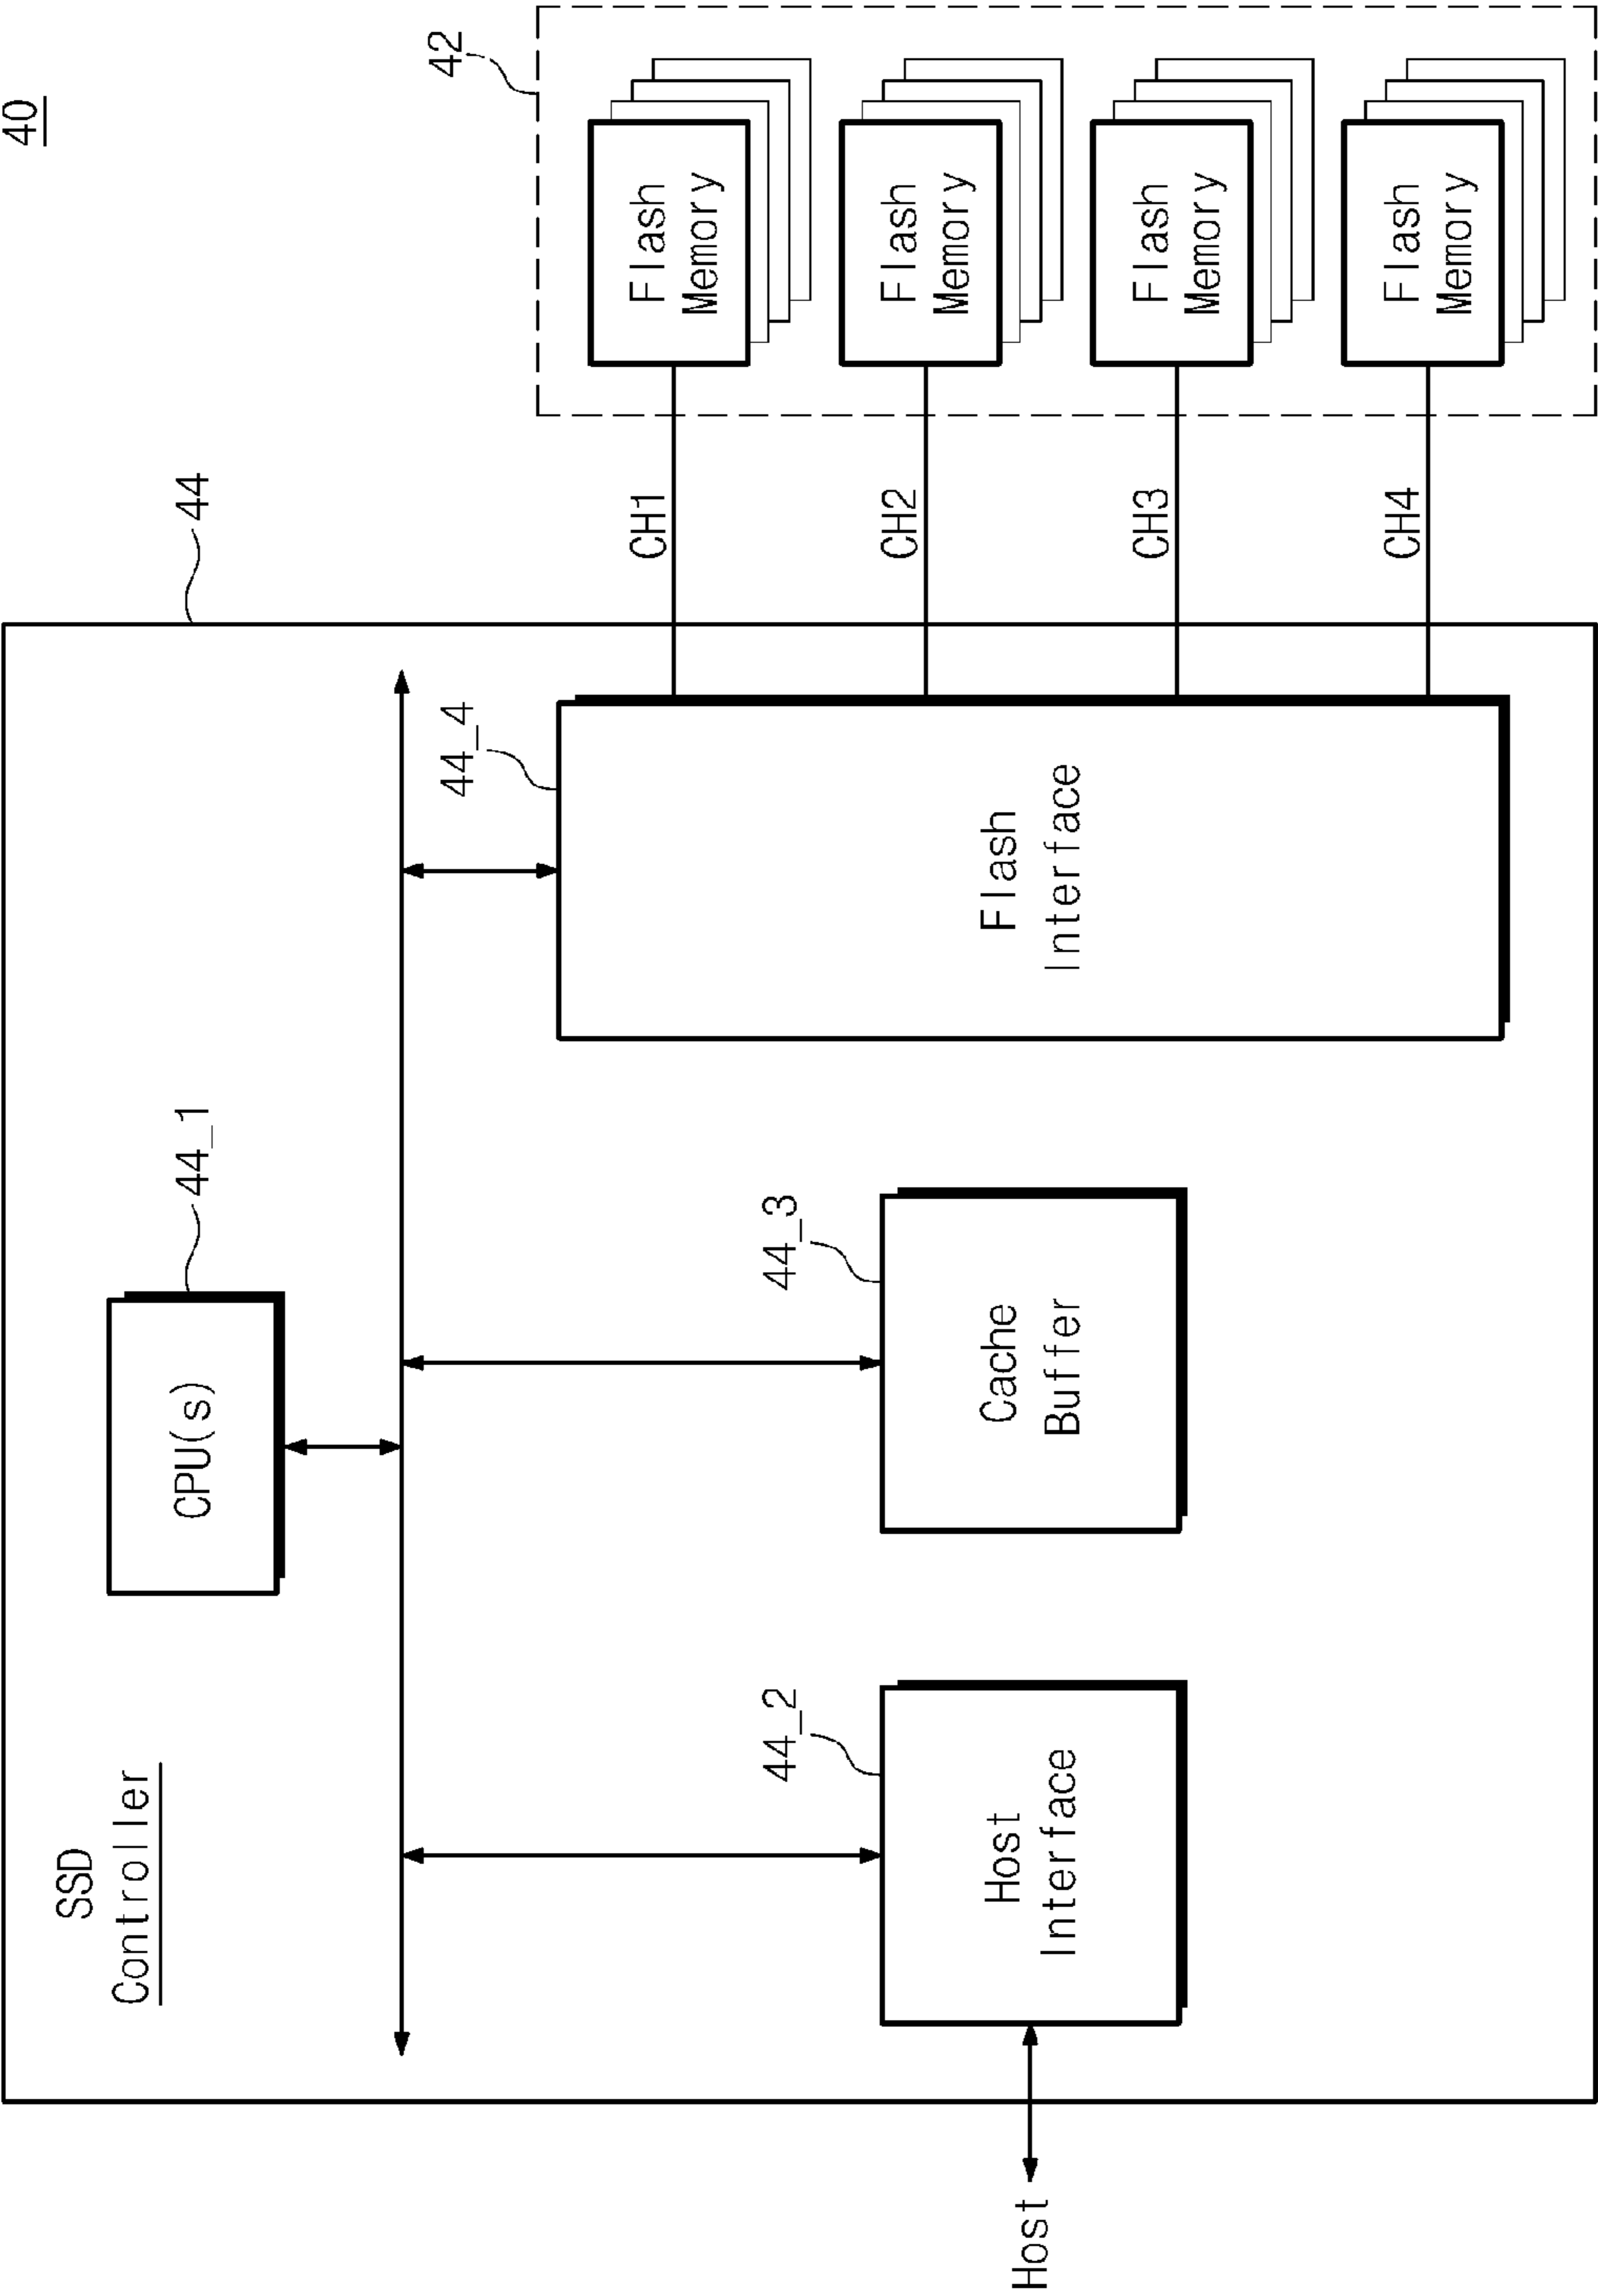 40
SSD
Controller
44
CPU(s)
44_1
42
44_4
Flash
Interface
44_3
Cache
Buffer
44_2
Host
Interface
Host
CH1
Flash
Memory
CH2
Flash
Memory
CH3
Flash
Memory
CH4
Flash
Memory